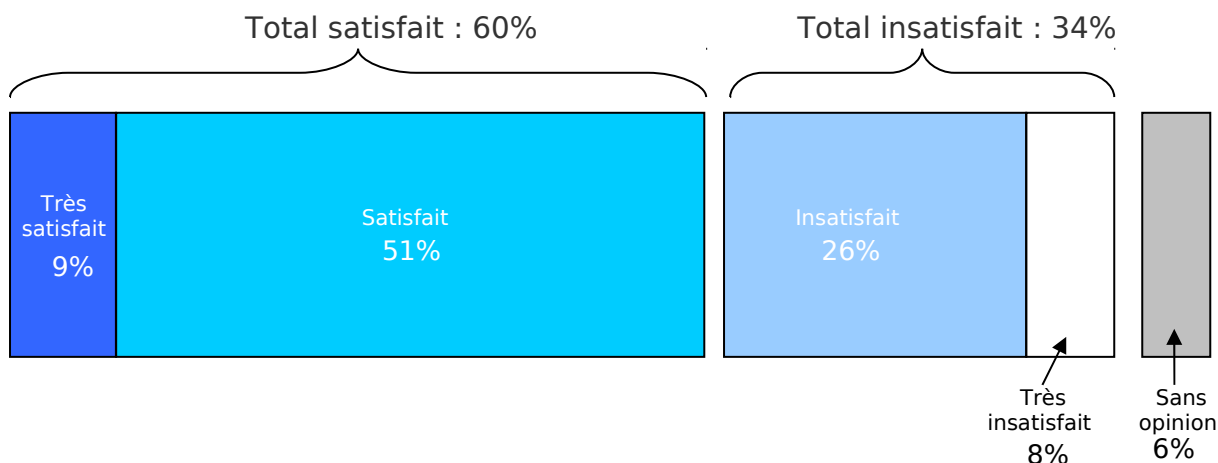 Total satisfait : 60%
Total insatisfait : 34%
Très
satisfait
9%
Satisfait
51%
Insatisfait
26%
Très
insatisfait
8%
Sans
opinion
6%